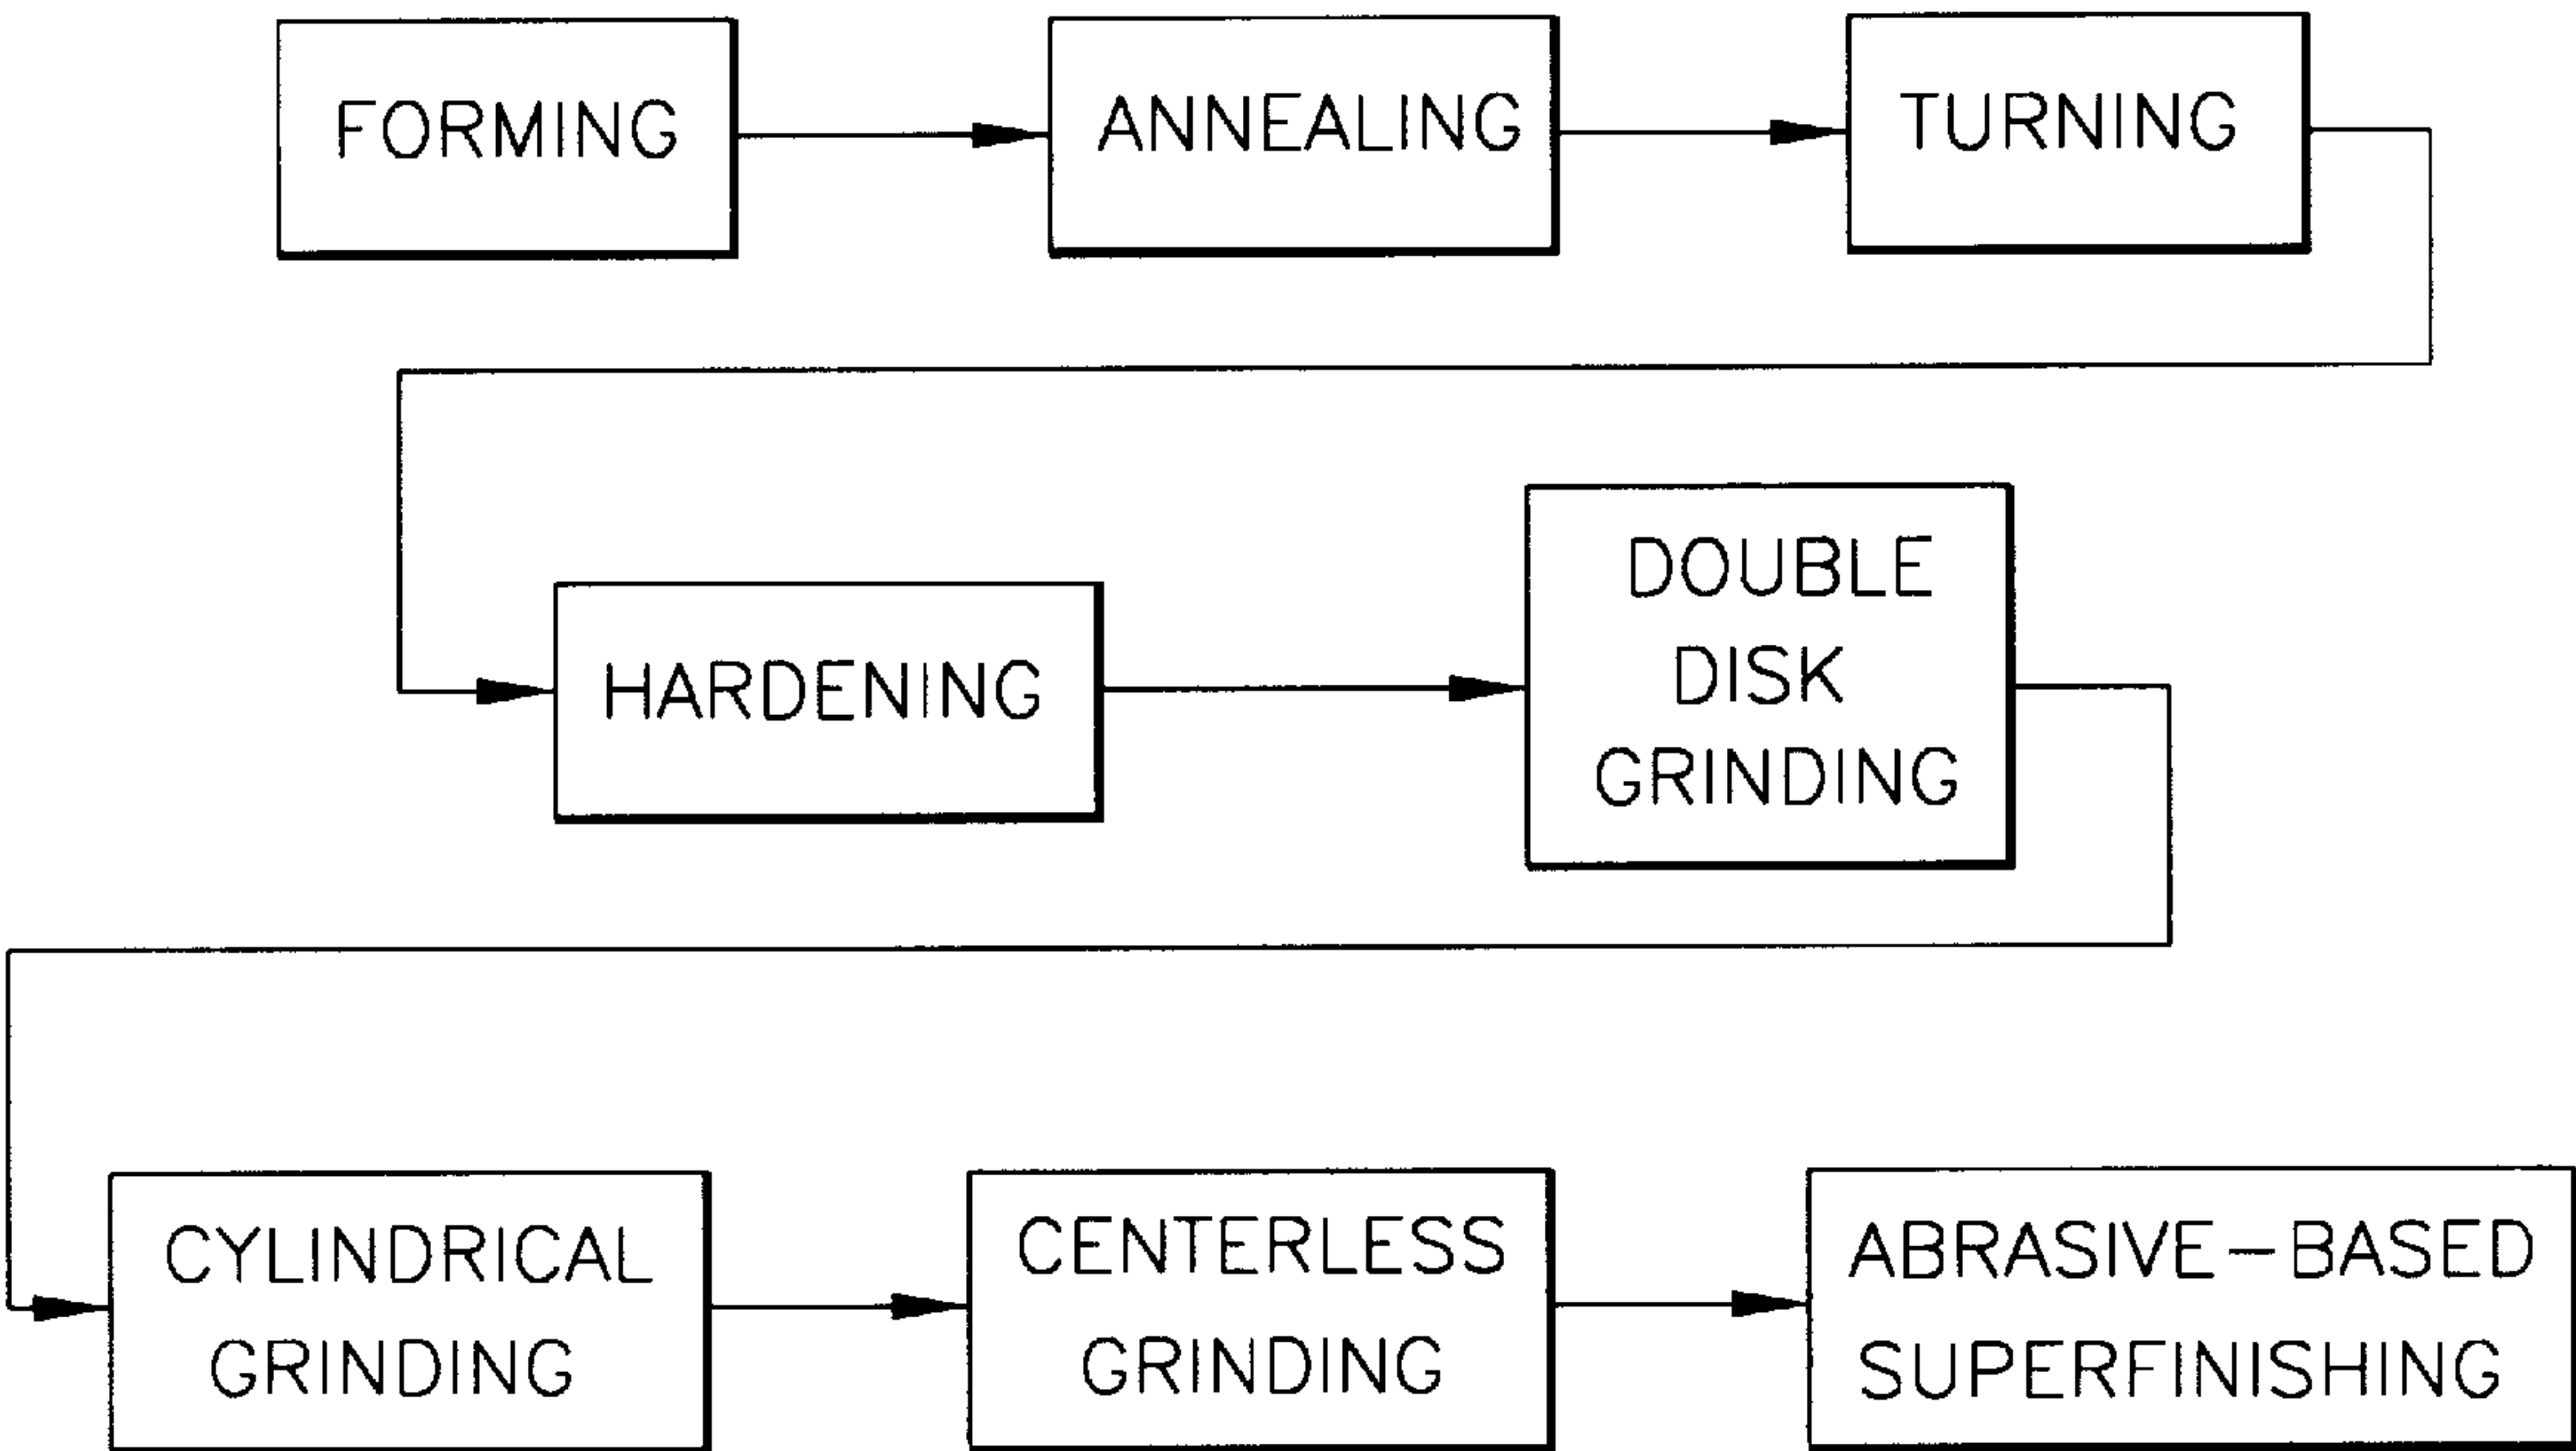 FORMING
ANNEALING
TURNING
HARDENING
DOUBLE
DISK
GRINDING
CYLINDRICAL
GRINDING
CENTERLESS
GRINDING
ABRASIVE-BASED
SUPERFINISHING